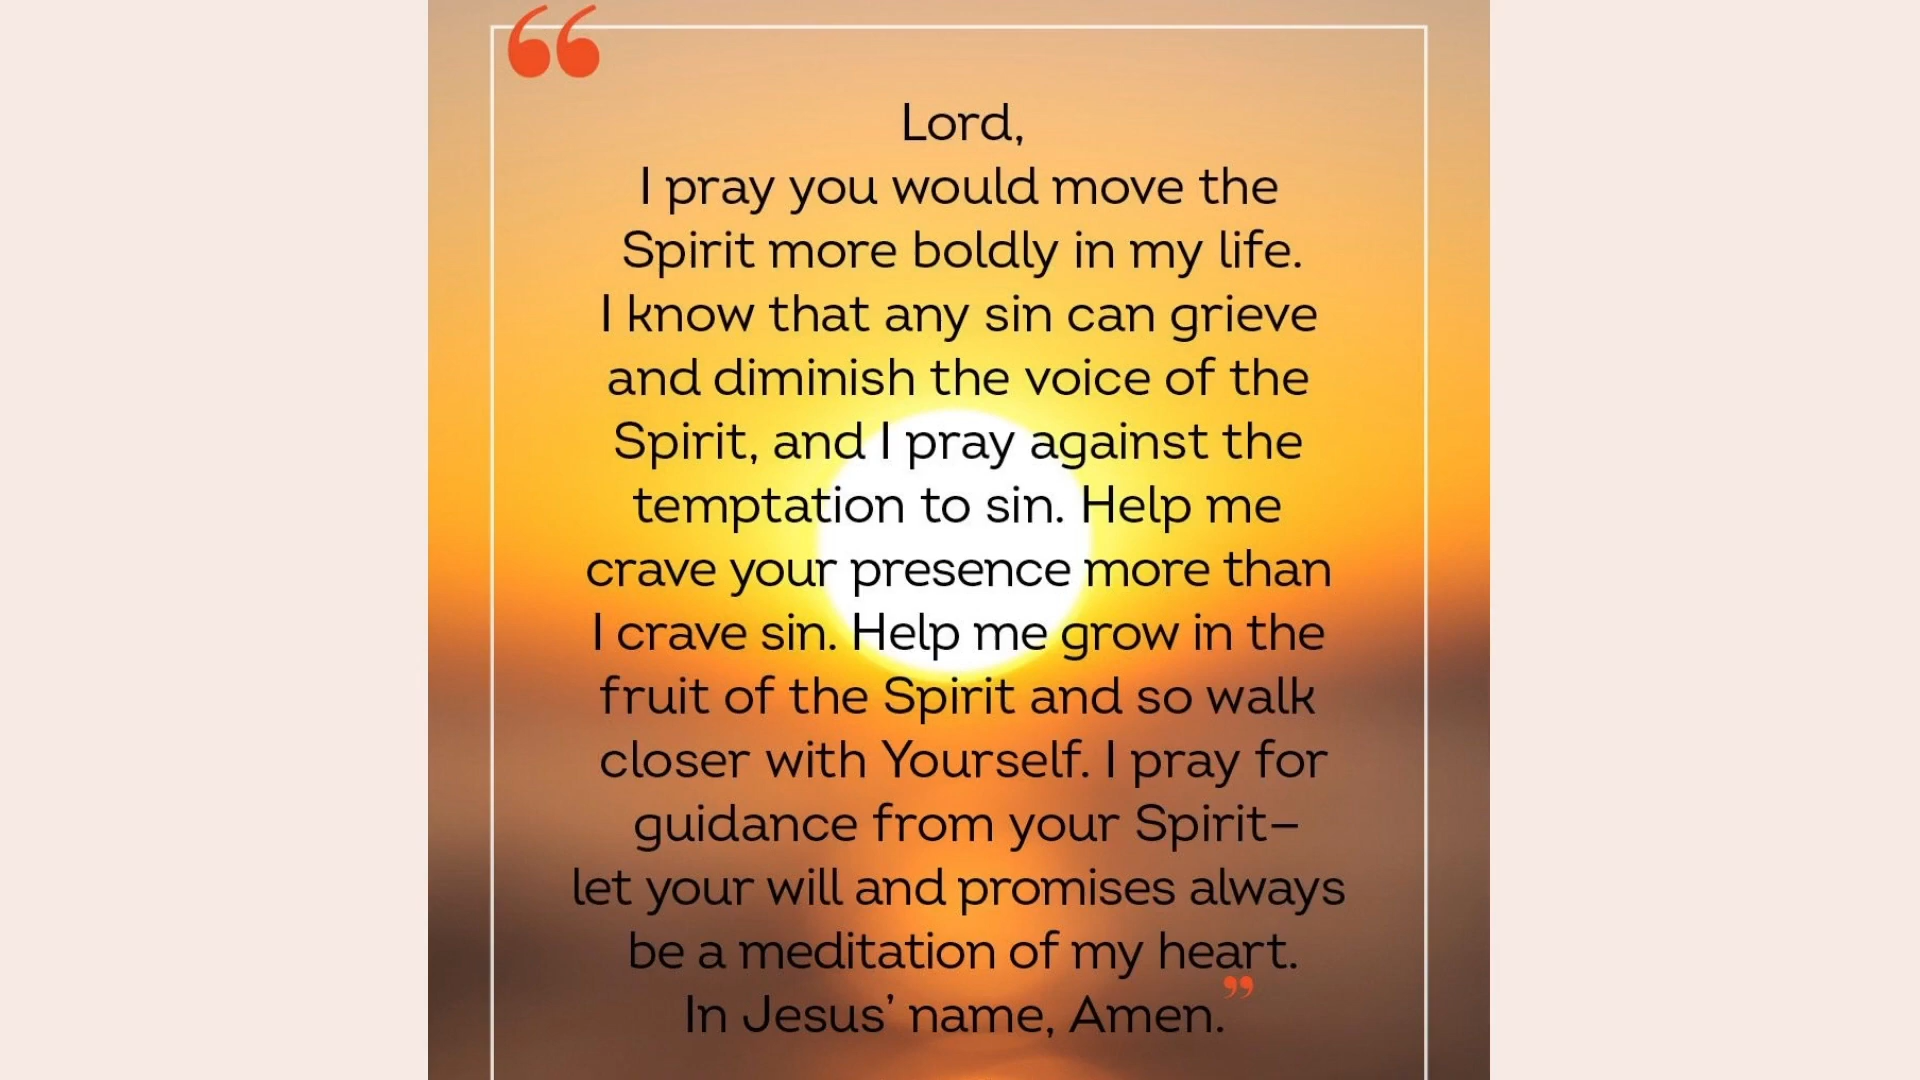 “
Lord,
I pray you would move the
Spirit more boldly in my life.
I know that any sin can grieve
and diminish the voice of the
Spirit, and I pray against the
temptation to sin. Help me
crave your presence more than
I crave sin. Help me grow in the
fruit of the Spirit and so walk
closer with Yourself. I pray for
guidance from your Spirit–
let your will and promises always
be a meditation of my heart.
In Jesus’ name, Amen.”